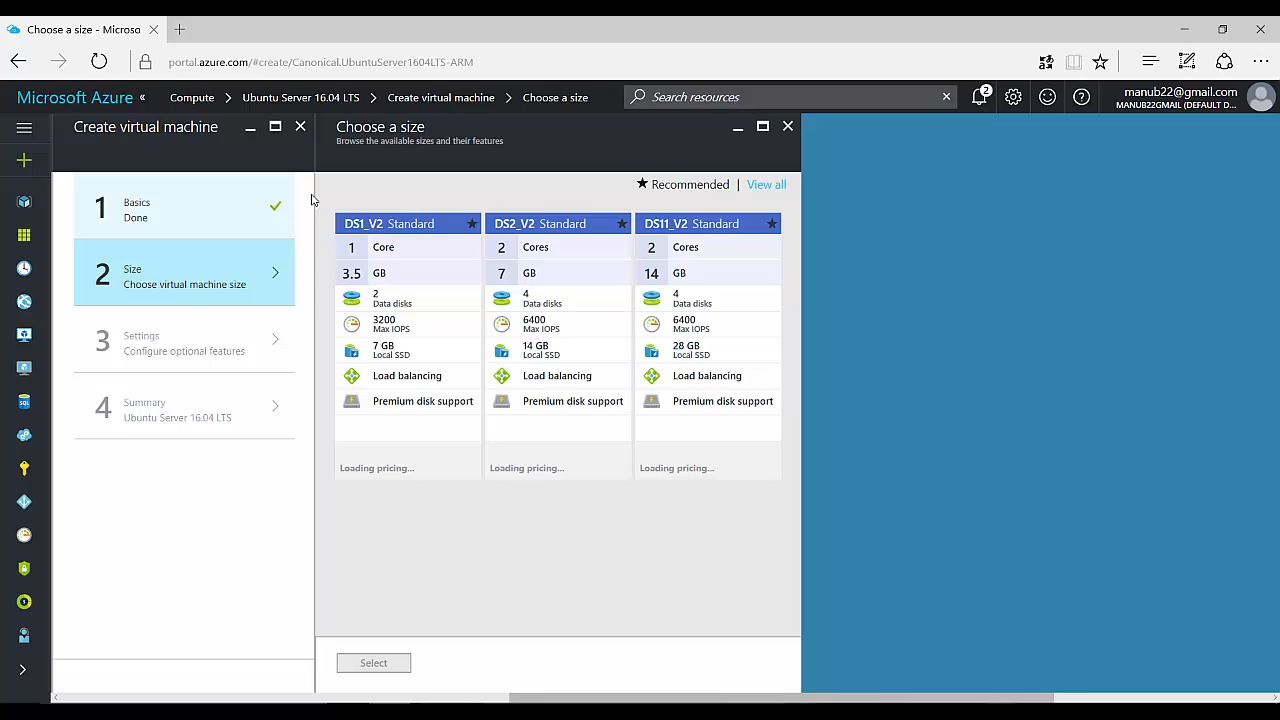 Choose a size - Microso
portal.azure.com/#create/Canonical.UbuntuServer1604LTS-ARM
Microsoft Azure «
Compute > Ubuntu Server 16.04 LTS > Create virtual machine > Choose a size
Search resources
2
manub22@gmail.com
MANUB22GMAIL (DEFAULT D...
Create virtual machine
1
Basics
Done
2
Size
Choose virtual machine size
3
Settings
Configure optional features
4
Summary
Ubuntu Server 16.04 LTS
Choose a size
Browse the available sizes and their features
★ Recommended | View all
DS1_V2 Standard
1 Core
3.5 GB
2
Data disks
3200
Max IOPS
7 GB
Local SSD
Load balancing
Premium disk support
Loading pricing...
DS2_V2 Standard
2 Cores
7 GB
4
Data disks
6400
Max IOPS
14 GB
Local SSD
Load balancing
Premium disk support
Loading pricing...
DS11_V2 Standard
2 Cores
14 GB
4
Data disks
6400
Max IOPS
28 GB
Local SSD
Load balancing
Premium disk support
Loading pricing...
Select